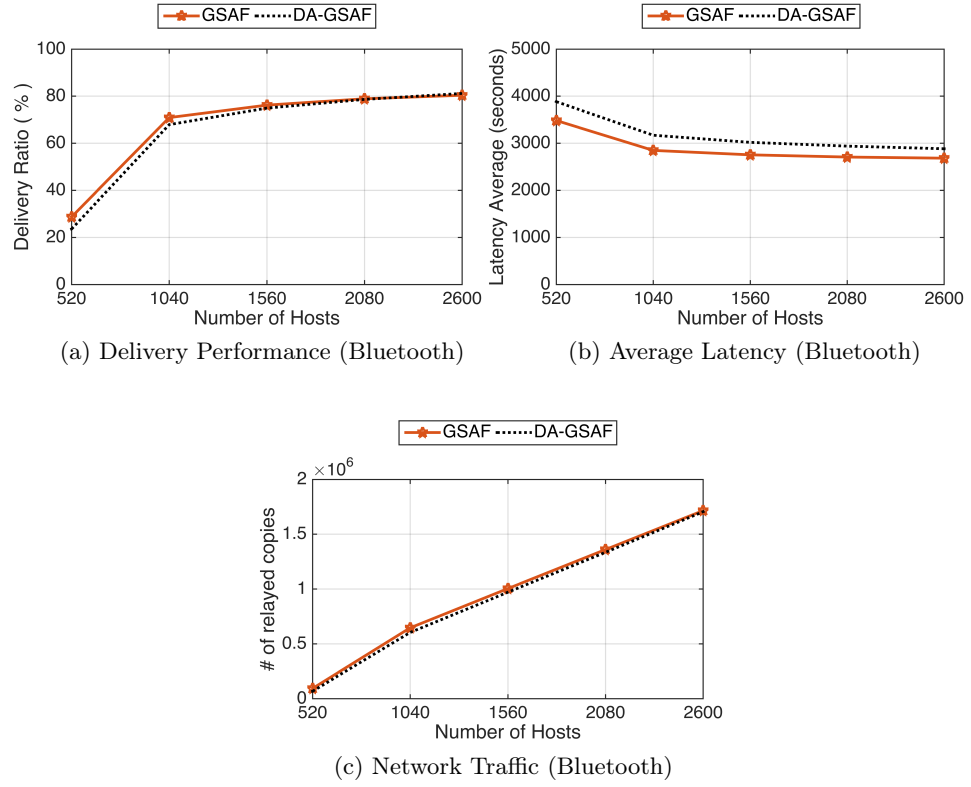 GSAF DA-GSAF
100
80
60
40
20
0
Delivery Ratio ( % )
520 1040 1560 2080 2600
Number of Hosts
(a) Delivery Performance (Bluetooth)
GSAF DA-GSAF
5000
4000
3000
2000
1000
0
Latency Average (seconds)
520 1040 1560 2080 2600
Number of Hosts
(b) Average Latency (Bluetooth)
GSAF DA-GSAF
×10⁶
2
1.5
1
0.5
0
# of relayed copies
520 1040 1560 2080 2600
Number of Hosts
(c) Network Traffic (Bluetooth)